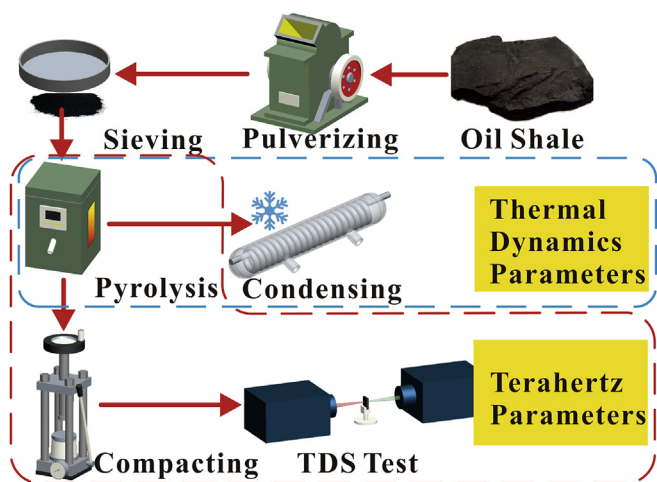 Sieving
Pulverizing
Oil Shale
Thermal
Dynamics
Parameters
Pyrolysis
Condensing
Terahertz
Parameters
Compacting
TDS Test